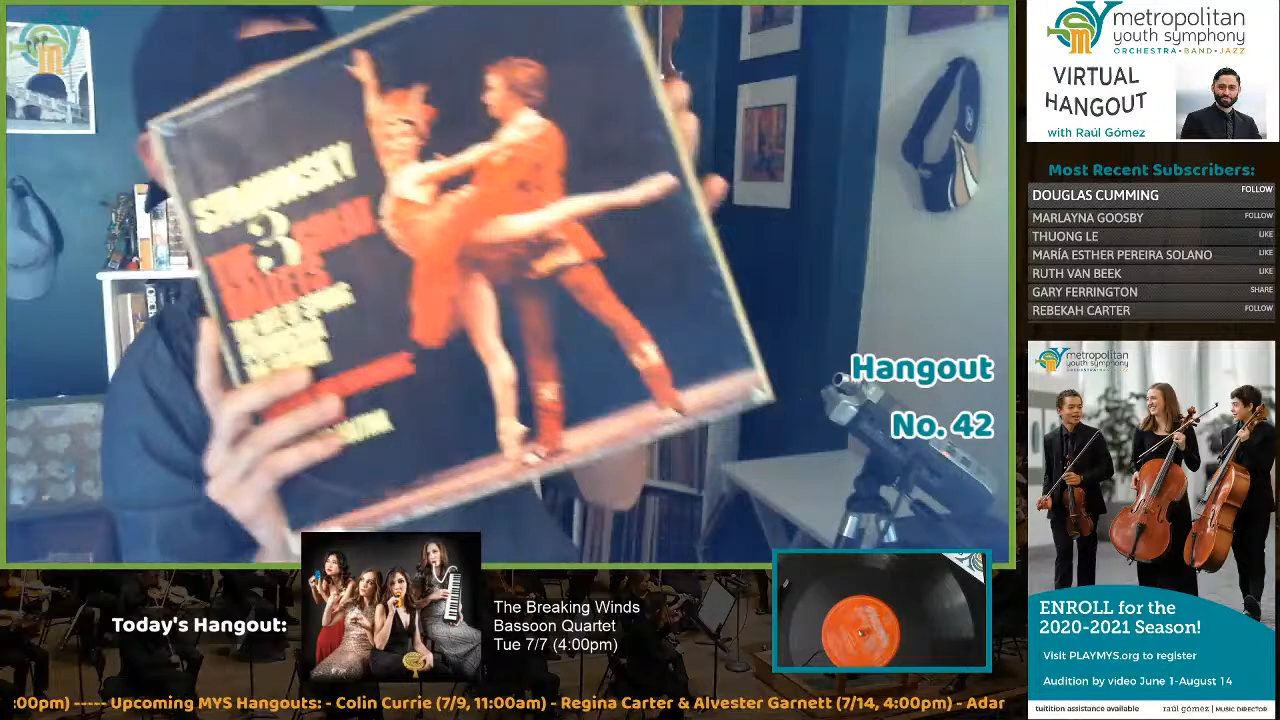 STRAVINSKY
3
Hangout
No. 42
Today's Hangout:
The Breaking Winds
Bassoon Quartet
Tue 7/7 (4:00pm)
:00pm) ----- Upcoming MYS Hangouts: - Colin Currie (7/9, 11:00am) - Regina Carter & Alvester Garnett (7/14, 4:00pm) - Adar
metropolitan
youth symphony
ORCHESTRA•BAND•JAZZ
VIRTUAL
HANGOUT
with Raúl Gómez
Most Recent Subscribers:
DOUGLAS CUMMING FOLLOW
MARLAYNA GOOSBY FOLLOW
THUONG LE LIKE
MARÍA ESTHER PEREIRA SOLANO LIKE
RUTH VAN BEEK LIKE
GARY FERRINGTON SHARE
REBEKAH CARTER FOLLOW
metropolitan
youth symphony
ENROLL for the
2020-2021 Season!
Visit PLAYMYS.org to register
Audition by video June 1-August 14
tuitition assistance available
raúl gómez | MUSIC DIRECTOR